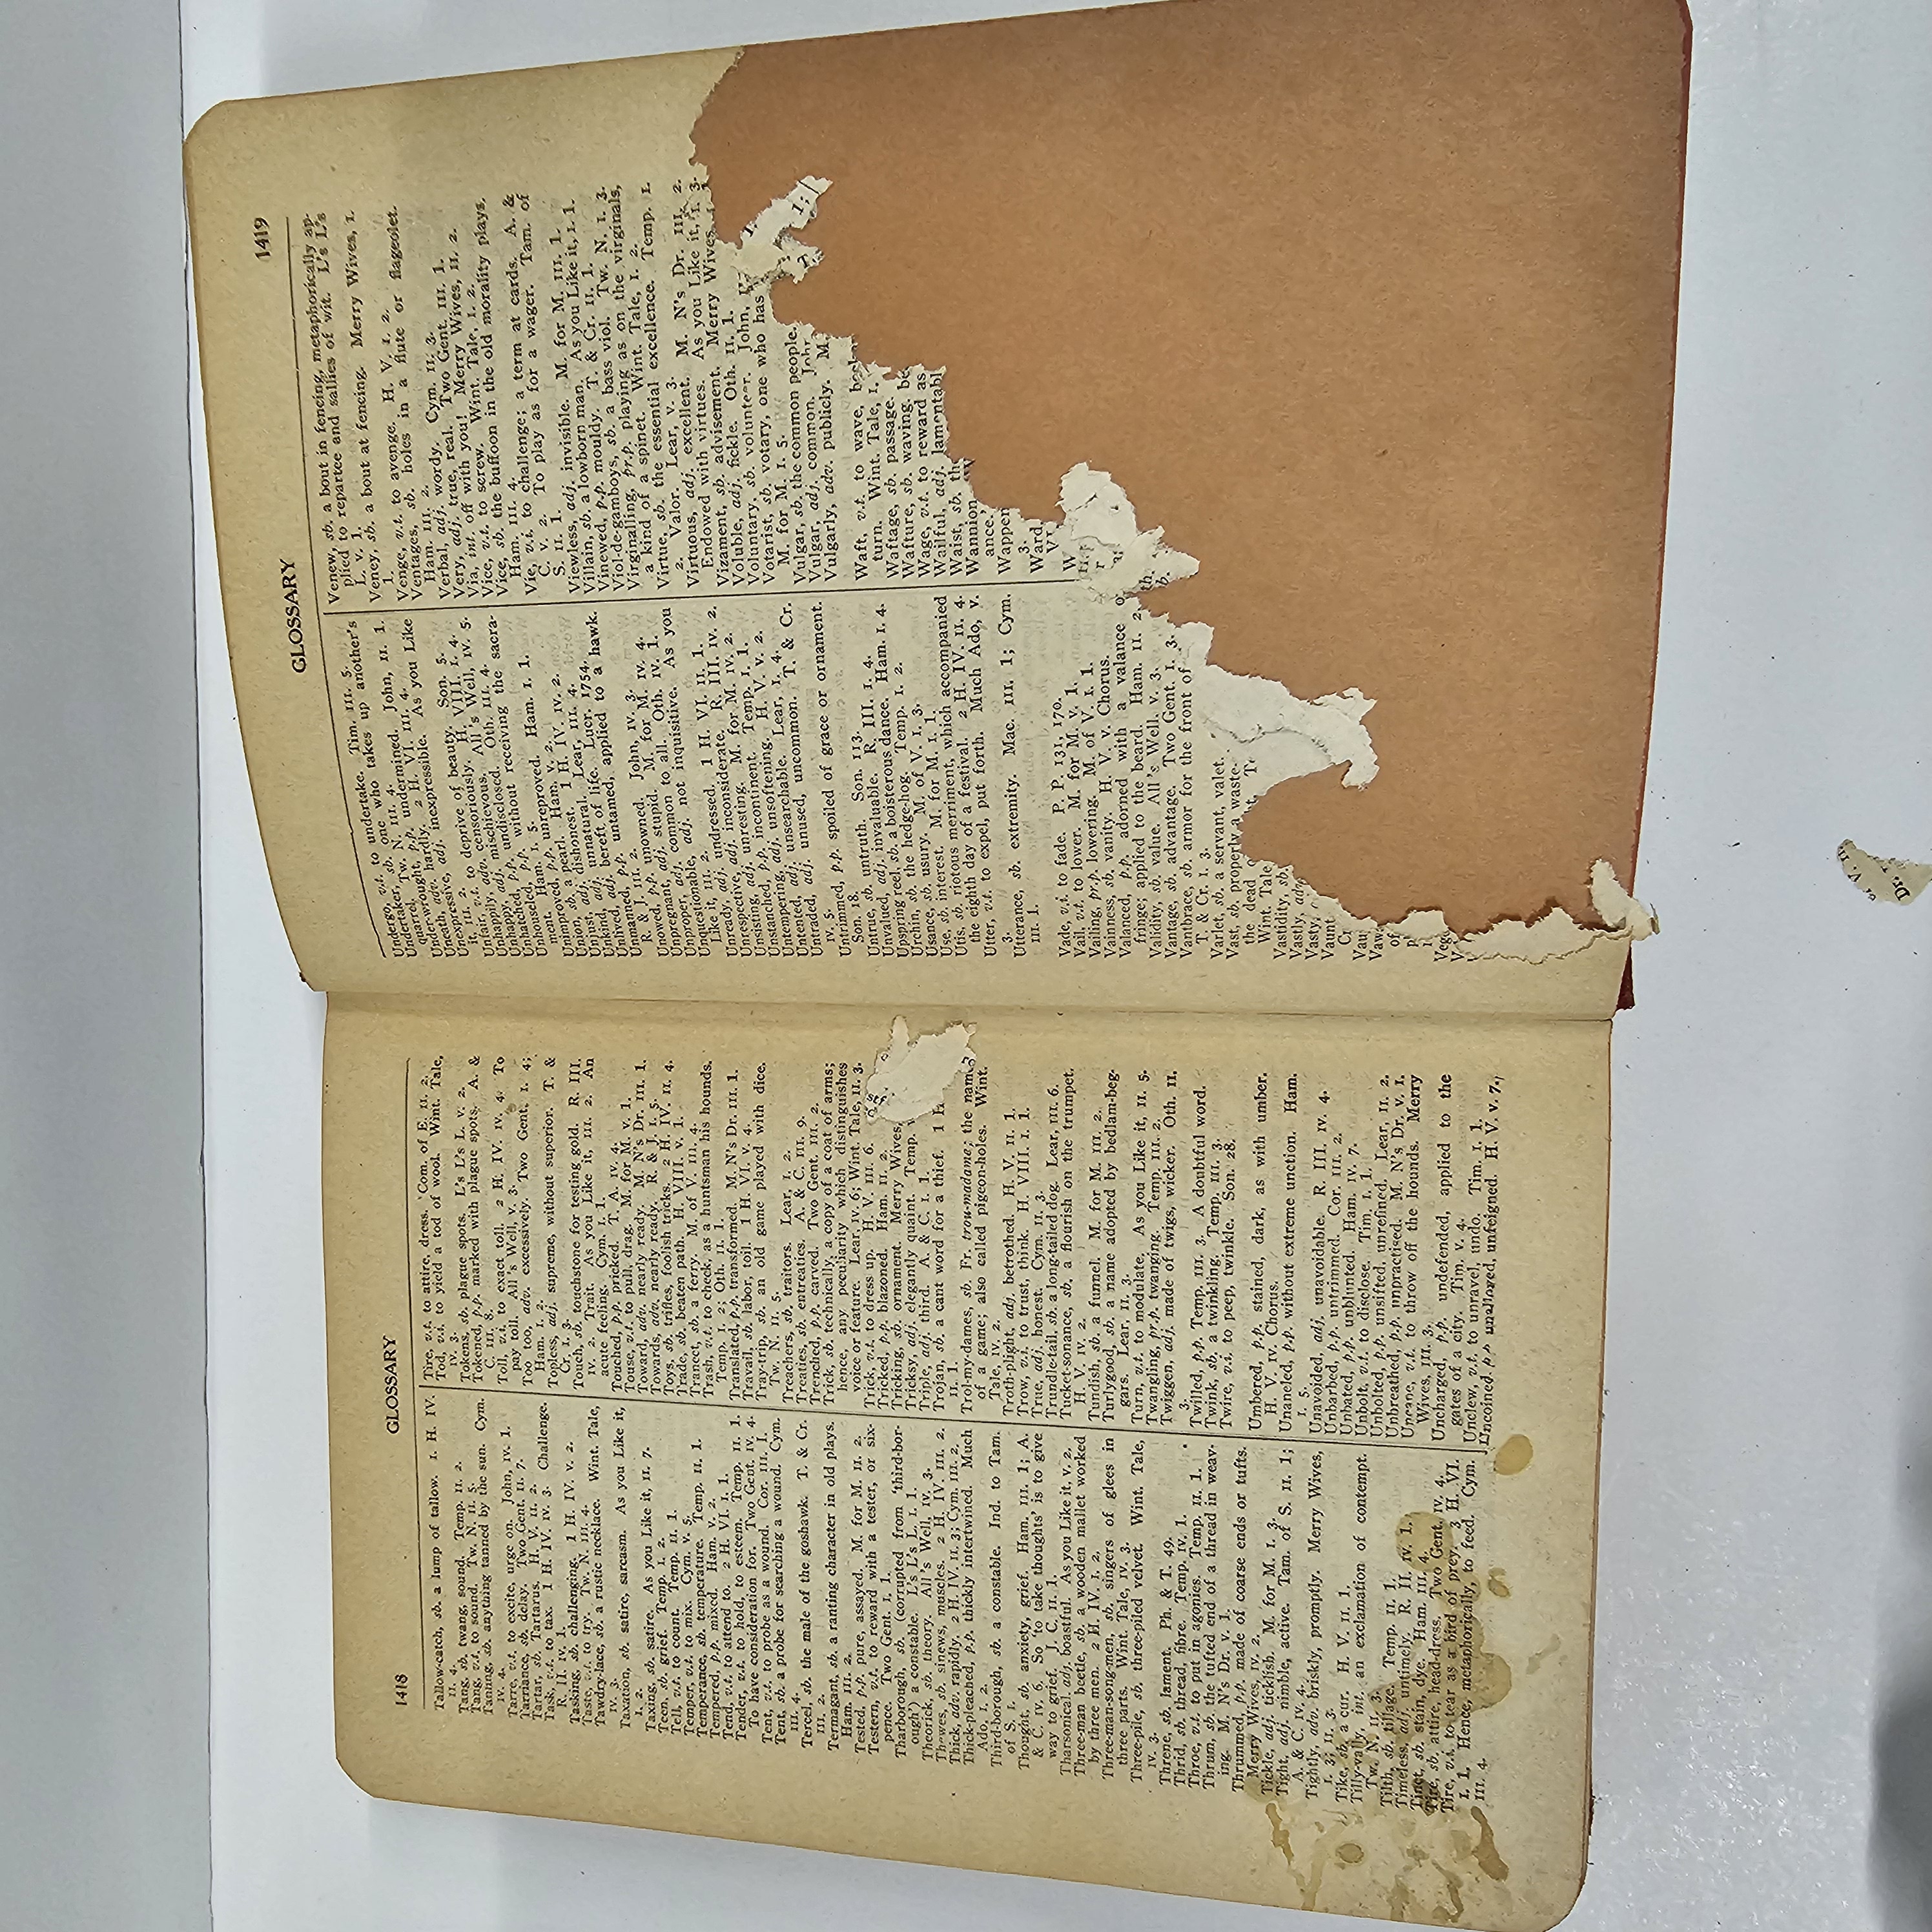 1418
GLOSSARY
Tallow-catch, sb. a lump of tallow. 1. H. IV.
II. 4.
Tang, sb. twang, sound. Temp. II. 2.
Tang, v.t. to sound. Tw. N. II. 5.
Tanling, sb. anything tanned by the sun. Cym.
IV. 4.
Tarre, v.t. to excite, urge on. John, IV. 1.
Tarriance, sb. delay. Two Gent. II. 7.
Tartar, sb. Tartarus. H. V. II. 2.
Task, v.t. to tax. 1 H. IV. IV. 3. Challenge.
R. II. IV. 1.
Tasking, sb. challenging. 1 H. IV. V. 2.
Taste, v.t. to try. Tw. N. III. 4.
Tawdry-lace, sb. a rustic necklace. Wint. Tale,
IV. 3.
Taxation, sb. satire, sarcasm. As you Like it,
I. 2.
Taxing, sb. satire. As you Like it, II. 7.
Teen, sb. grief. Temp. I. 2.
Tell, v.t. to count. Temp. II. 1.
Temper, v.t. to mix. Cym. V. 5.
Temperance, sb. temperature. Temp. II. 1.
Tempered, p.p. mixed. Ham. V. 2.
Tend, v.t. to attend to. 2 H. VI. I. 1.
Tender, v.t. to hold, to esteem. Temp. II. 1.
To have consideration for. Two Gent. IV. 4.
Tent, v.t. to probe as a wound. Cor. III. I.
Tent, sb. a probe for searching a wound. Cym.
III. 4.
Tercel, sb. the male of the goshawk. T. & Cr.
III. 2.
Termagant, sb. a ranting character in old plays.
Ham. III. 2.
Tested, p.p. pure, assayed. M. for M. II. 2.
Testern, v.t. to reward with a tester, or six-
pence. Two Gent. I. 1.
Tharborough, sb. (corrupted from 'third-bor-
ough') a constable. L's L's L. I. 1.
Theorick, sb. theory. All's Well, IV. 3.
Thewes, sb. sinews, muscles. 2 H. IV. III. 2.
Thick, adv. rapidly. 2 H. IV. II. 3; Cym. III. 2.
Thick-pleached, p.p. thickly intertwined. Much
Ado, I. 2.
Third-borough, sb. a constable. Ind. to Tam.
of S. I.
Thought, sb. anxiety, grief. Ham. III. 1; A.
& C. IV. 6. So 'to take thoughts' is to give
way to grief. J. C. II. 1.
Tharsonical. adj. boastful. As you Like it, V. 2.
Three-man beetle, sb. a wooden mallet worked
by three men. 2 H. IV. I. 2.
Three-man-song-men, sb. singers of glees in
three parts. Wint. Tale, IV. 3.
Three-pile, sb. three-piled velvet. Wint. Tale,
IV. 3.
Threne, sb. lament. Ph. & T. 49.
Thrid, sb. thread, fibre. Temp. IV. 1.
Throe, v.t. to put in agonies. Temp. II. 1.
Thrum, sb. the tufted end of a thread in weav-
ing. M. N's Dr. V. 1.
Thrummed, p.p. made of coarse ends or tufts.
Merry Wives, IV. 2.
Tickle, adj. ticklish. M. for M. I. 3.
Tight, adj. nimble, active. Tam. of S. II. 1;
A. & C. IV. 4.
Tightly, adv. briskly, promptly. Merry Wives,
I. 3; II. 3.
Tike, sb. a cur. H. V. II. 1.
Tilly-vally, int. an exclamation of contempt.
Tw. N. II. 3.
Tilth, sb. tillage. Temp. II. 1.
Timeless, adj. untimely. R. II. IV. 1.
Tinct, sb. stain, dye. Ham. III. 4.
Tire, sb. attire, head-dress. Two Gent. IV. 4.
Tire, v.i. to tear as a bird of prey. 3 H. VI.
I. 1. Hence, metaphorically, to feed. Cym.
III. 4.
Tire, v.t. to attire, dress. Com. of E. II. 2.
Tod, v.i. to yield a tod of wool. Wint. Tale,
IV. 3.
Tokens, sb. plague spots. L's L's L. V. 2.
Tokened, p.p. marked with plague spots. A. &
C. III. 8.
Toll, v.i. to exact toll. 2 H. IV. IV. 4. To
pay toll. All's Well, V. 3.
Too too, adv. excessively. Two Gent. I. 4;
Ham. I. 2.
Topless, adj. supreme, without superior. T. &
Cr. I. 3.
Touch, sb. touchstone for testing gold. R. III.
IV. 2. Trait. As you Like it, III. 2. An
acute feeling. Cym. I. 1.
Touched, p.p. pricked. T. A. IV. 4.
Touse, v.t. to pull, drag. M. for M. V. 1.
Toward, adv. nearly ready. M. N's Dr. III. 1.
Towards, adv. nearly ready. R. & J. I. 5.
Toys, sb. trifles, foolish tricks. 2 H. IV. II. 4.
Trade, sb. beaten path. H. VIII. V. 1.
Tranect, sb. a ferry. M. of V. III. 4.
Trash, v.t. to check, as a huntsman his hounds.
Temp. I. 2; Oth. II. 1.
Translated, p.p. transformed. M. N's Dr. III. 1.
Travail, sb. labor, toil. 1 H. VI. V. 4.
Tray-trip, sb. an old game played with dice.
Tw. N. II. 5.
Treachers, sb. traitors. Lear, I. 2.
Treaties, sb. entreaties. A. & C. III. 9.
Trenched, p.p. carved. Two Gent. III. 2.
Trick, sb. technically, a copy of a coat of arms;
hence, any peculiarity which distinguishes
voice or feature. Lear, IV. 6; Wint. Tale, II. 3.
Trick, v.t. to dress up. H. V. III. 6.
Tricked, p.p. blazoned. Ham. II. 2.
Tricking, sb. ornament. Merry Wives,
Tricksy, adj. elegantly quaint. Temp.
Triple, adj. third. A. & C. I. 1.
Trojan, sb. a cant word for a thief. 1 H
II. 1.
Trol-my-dames, sb. Fr. trou-madame; the name
of a game; also called pigeon-holes. Wint.
Tale, IV. 2.
Troth-plight, adj. betrothed. H. V. II. 1.
Trow, v.i. to trust, think. H. VIII. I. 1.
True, adj. honest. Cym. II. 3.
Trundle-tail, sb. a long-tailed dog. Lear, III. 6.
Tucket-sonance, sb. a flourish on the trumpet.
H. V. IV. 2.
Tundish, sb. a funnel. M. for M. III. 2.
Turlygood, sb. a name adopted by bedlam-beg-
gars. Lear, II. 3.
Turn, v.t. to modulate. As you Like it, II. 5.
Twangling, pr.p. twanging. Temp. III. 2.
Twiggen, adj. made of twigs, wicker. Oth. II.
3.
Twilled, p.p. Temp. III. 3. A doubtful word.
Twink, sb. a twinkling. Temp. III. 3.
Twire, v.i. to peep, twinkle. Son. 28.
Umbered, p.p. stained, dark, as with umber.
H. V. IV. Chorus.
Unaneled, p.p. without extreme unction. Ham.
I. 5.
Unavoided, adj. unavoidable. R. III. IV. 4.
Unbarbed, p.p. untrimmed. Cor. III. 2.
Unbated, p.p. unblunted. Ham. IV. 7.
Unbolt, v.t. to disclose. Tim. I. 1.
Unbolted, p.p. unsifted, unrefined. Lear, II. 2.
Unbreathed, p.p. unpractised. M. N's Dr. V. 1.
Uncape, v.t. to throw off the hounds. Merry
Wives, III. 3.
Uncharged, p.p. undefended, applied to the
gates of a city. Tim. V. 4.
Unclew, v.t. to unravel, undo. Tim. I. 1.
Uncoined. p.p. unalloyed, unfeigned. H. V. V. 7.
GLOSSARY
1419
Undergo, v.t. to undertake. Tim. III. 5.
Undertaker, sb. one who takes up another's
quarrel. Tw. N. III. 4.
Under-wrought, p.p. undermined. John, II. 1.
Uneath, adv. hardly. 2 H. VI. III. 4.
Unexpressive, adj. inexpressible. As you Like
it, III. 2.
Unfair, v.t. to deprive of beauty. Son. 5.
Unhappily, adv. censoriously. H. VIII. I. 4.
Unhappy, adj. mischievous. All's Well, IV. 5.
Unhatched, p.p. undisclosed. Oth. III. 4.
Unhouseled, p.p. without receiving the sacra-
ment. Ham. I. 5.
Unimproved, p.p. unreproved. Ham. I. 1.
Union, sb. a pearl. Ham. V. 2.
Unjust, adj. dishonest. 1 H. IV. IV. 2.
Unkind, adj. unnatural. Lear, III. 4.
Unlived, adj. bereft of life. Lucr. 1754.
Unmanned, p.p. untamed, applied to a hawk.
R. & J. III. 2.
Unowed, p.p. unowned. John, IV. 3.
Unpregnant, adj. stupid. M. for M. IV. 4.
Unproper, adj. common to all. Oth. IV. 1.
Unquestionable, adj. not inquisitive. As you
Like it, III. 2.
Unready, adj. undressed. 1 H. VI. II. 1.
Unrespective, adj. inconsiderate. R. III. IV. 2.
Unsisting, adj. unresting. M. for M. IV. 2.
Unstanched, p.p. incontinent. Temp. I. 1.
Untempering, adj. unsoftening. H. V. V. 2.
Untented, adj. unsearchable. Lear, I. 4.
Untraded, adj. unused, uncommon. T. & Cr.
IV. 5.
Untrimmed, p.p. spoiled of grace or ornament.
Son. 18.
Untrue, sb. untruth. Son. 113.
Unvalued, adj. invaluable. R. III. I. 4.
Upspring reel, sb. a boisterous dance. Ham. I. 4.
Urchin, sb. the hedge-hog. Temp. I. 2.
Usance, sb. usury. M. of V. I. 3.
Use, sb. interest. M. for M. I. 1.
Utis, sb. riotous merriment, which accompanied
the eighth day of a festival. 2 H. IV. II. 4.
Utter, v.t. to expel, put forth. Much Ado, V.
3.
Utterance, sb. extremity. Mac. III. 1; Cym.
III. 1.
Vade, v.i. to fade. P. P. 131, 170.
Vail, v.t. to lower. M. for M. V. 1.
Vailing, pr.p. lowering. M. of V. I. 1.
Vainness, sb. vanity. H. V. V. Chorus.
Valanced, p.p. adorned with a valance o
fringe; applied to the beard. Ham. II. 2.
Validity, sb. value. All's Well, V. 3.
Vantage, sb. advantage. Two Gent. I. 3.
Vantbrace, sb. armor for the front of
T. & Cr. I. 3.
Varlet, sb. a servant, valet.
Vast, sb. properly a waste-
the dead
Wint. Tale
Vastidity, sb.
Vastly, adv
Vasty,
Vaunt
Cr
Vau
Vaw
of
Vege
Venew, sb. a bout in fencing, metaphorically ap-
plied to repartee and sallies of wit. L's L's
L. V. 1.
Veney, sb. a bout at fencing. Merry Wives, I.
1.
Venge, v.t. to avenge. H. V. I. 2.
Ventages, sb. holes in a flute or flageolet.
Ham. III. 2.
Verbal, adj. wordy. Cym. II. 3.
Very, adj. true, real. Two Gent. III. 1.
Via, int. off with you! Merry Wives, II. 2.
Vice, v.t. to screw. Wint. Tale, I. 2.
Vice, sb. the buffoon in the old morality plays.
Ham. III. 4.
Vie, v.i. to challenge; a term at cards. A. &
C. V. 2. To play as for a wager. Tam. of
S. II. 1.
Viewless, adj. invisible. M. for M. III. 1.
Villain, sb. a lowborn man. As you Like it, I. 1.
Vinewed, p.p. mouldy. T. & Cr. II. 1.
Viol-de-gamboys, sb. a bass viol. Tw. N. I. 3.
Virginalling, pr.p. playing as on the virginals,
a kind of a spinet. Wint. Tale, I. 2.
Virtue, sb. the essential excellence. Temp. I.
2. Valor. Lear, V. 3.
Virtuous, adj. excellent. M. N's Dr. III. 2.
Endowed with virtues. As you Like it, I. 3.
Vizament, sb. advisement. Merry Wives, I. 1
Voluble, adj. fickle. Oth. II. 1.
Voluntary, sb. volunteer. John,
Votarist, sb. votary, one who has
M. for M. I. 5.
Vulgar, sb. the common people.
Vulgar, adj. common. John
Vulgarly, adv. publicly. M.
Waft, v.t. to wave, beckon
turn. Wint. Tale, I.
Waftage, sb. passage.
Wafture, sb. waving. be
Wage, v.t. to reward as
Wailful, adj. lamentabl
Waist, sb. the
Wannion
ance.'
Wappen
3.
Ward,
VI.
W
Dr.